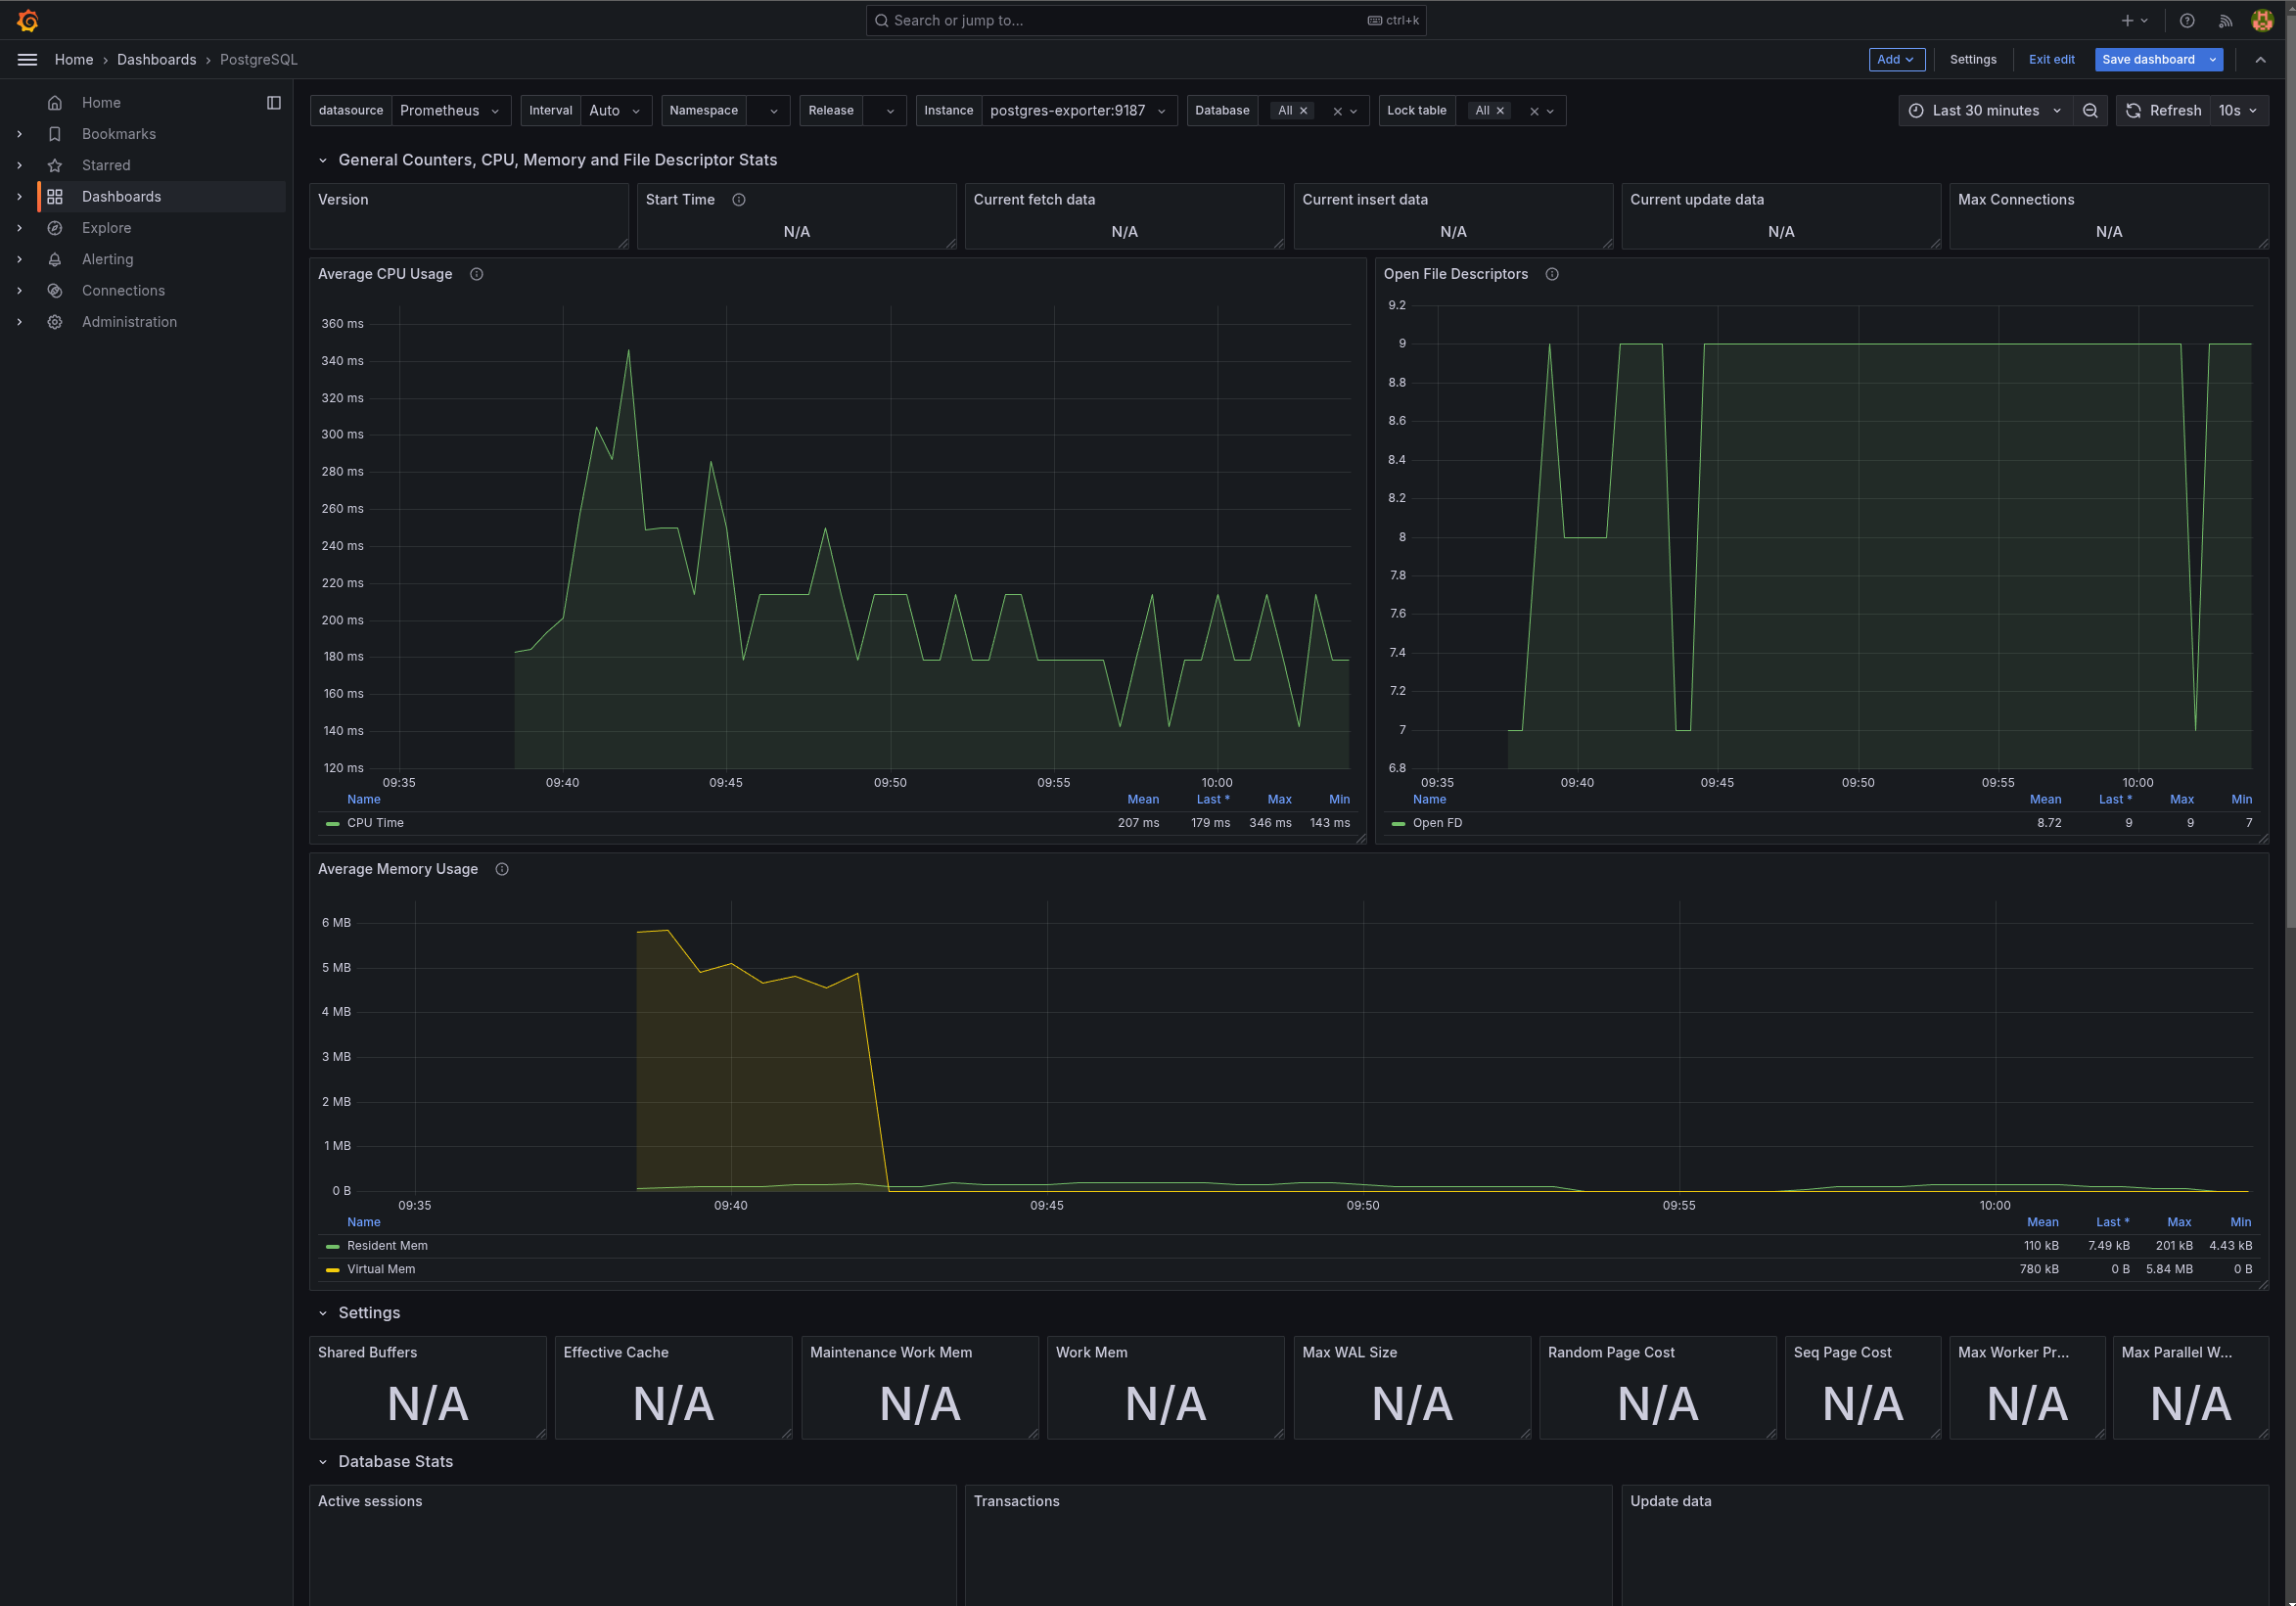 Search or jump to... ctrl+k
Home › Dashboards › PostgreSQL
Add Settings Exit edit Save dashboard
Home
Bookmarks
Starred
Dashboards
Explore
Alerting
Connections
Administration
datasource Prometheus Interval Auto Namespace Release Instance postgres-exporter:9187 Database All Lock table All Last 30 minutes Refresh 10s
General Counters, CPU, Memory and File Descriptor Stats
Version Start Time Current fetch data Current insert data Current update data Max Connections
N/A N/A N/A N/A N/A
Average CPU Usage
360 ms
340 ms
320 ms
300 ms
280 ms
260 ms
240 ms
220 ms
200 ms
180 ms
160 ms
140 ms
120 ms
09:35 09:40 09:45 09:50 09:55 10:00
Name Mean Last * Max Min
CPU Time 207 ms 179 ms 346 ms 143 ms
Open File Descriptors
9.2
9
8.8
8.6
8.4
8.2
8
7.8
7.6
7.4
7.2
7
6.8
09:35 09:40 09:45 09:50 09:55 10:00
Name Mean Last * Max Min
Open FD 8.72 9 9 7
Average Memory Usage
6 MB
5 MB
4 MB
3 MB
2 MB
1 MB
0 B
09:35 09:40 09:45 09:50 09:55 10:00
Name Mean Last * Max Min
Resident Mem 110 kB 7.49 kB 201 kB 4.43 kB
Virtual Mem 780 kB 0 B 5.84 MB 0 B
Settings
Shared Buffers Effective Cache Maintenance Work Mem Work Mem Max WAL Size Random Page Cost Seq Page Cost Max Worker Pr... Max Parallel W...
N/A N/A N/A N/A N/A N/A N/A N/A N/A
Database Stats
Active sessions Transactions Update data